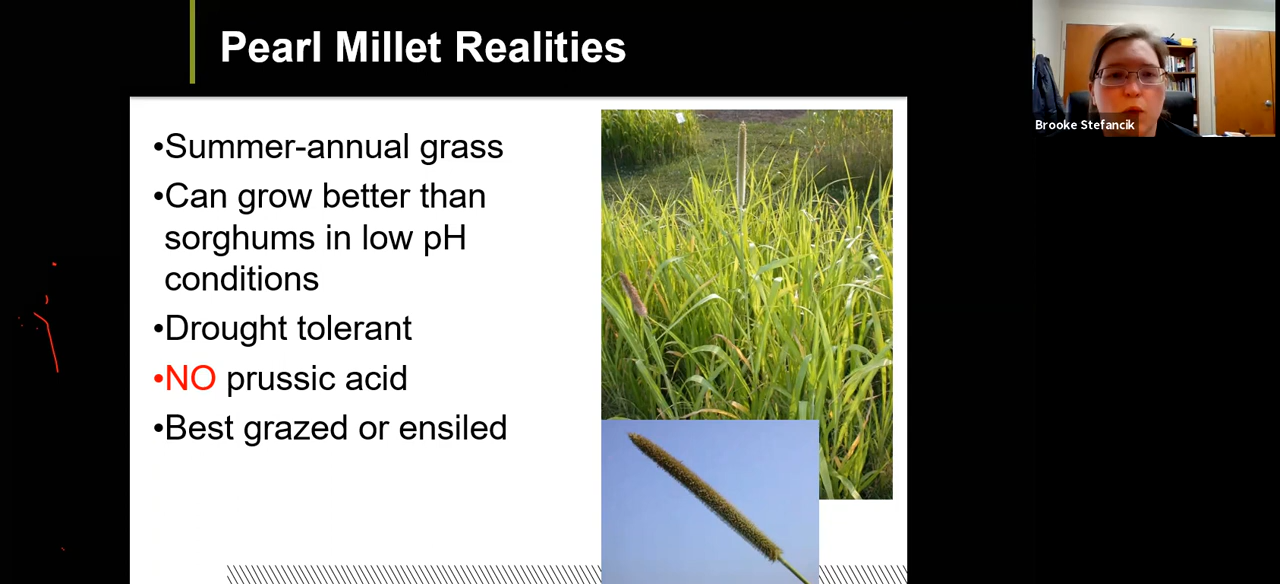 Pearl Millet Realities
•Summer-annual grass
•Can grow better than
sorghums in low pH
conditions
•Drought tolerant
•NO prussic acid
•Best grazed or ensiled
Brooke Stefancik